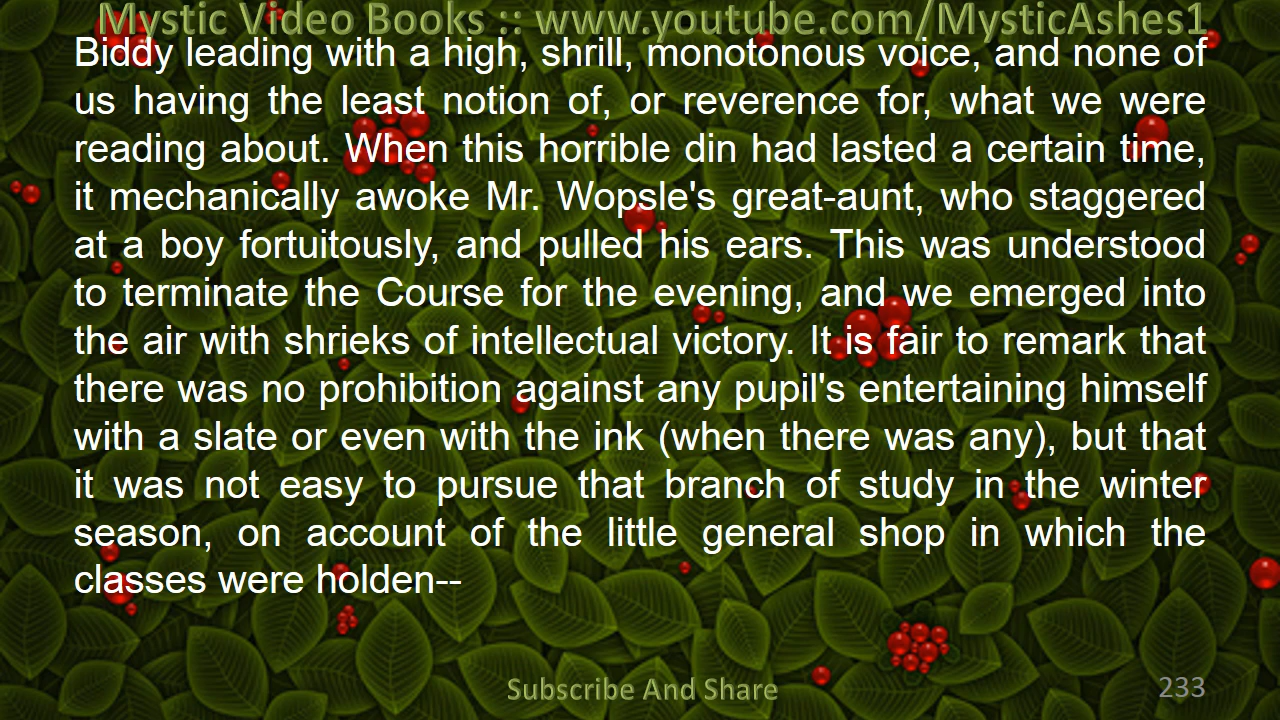 Mystic Video Books :: www.youtube.com/MysticAshes1
Biddy leading with a high, shrill, monotonous voice, and none of
us having the least notion of, or reverence for, what we were
reading about. When this horrible din had lasted a certain time,
it mechanically awoke Mr. Wopsle's great-aunt, who staggered
at a boy fortuitously, and pulled his ears. This was understood
to terminate the Course for the evening, and we emerged into
the air with shrieks of intellectual victory. It is fair to remark that
there was no prohibition against any pupil's entertaining himself
with a slate or even with the ink (when there was any), but that
it was not easy to pursue that branch of study in the winter
season, on account of the little general shop in which the
classes were holden--
Subscribe And Share
233